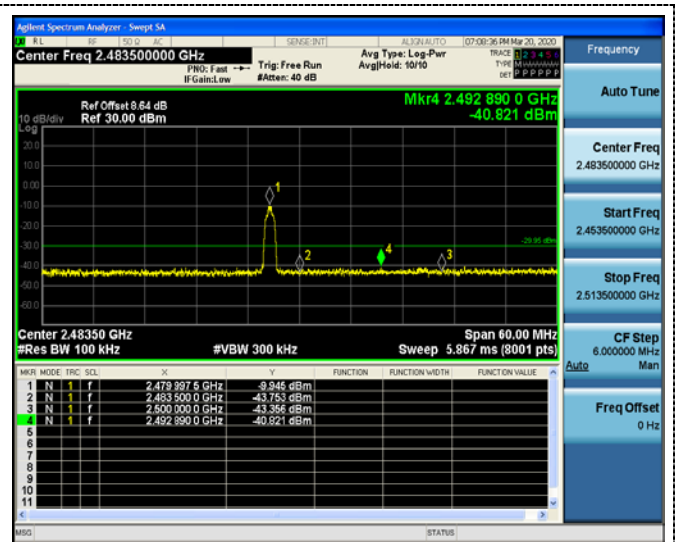 Agilent Spectrum Analyzer - Swept SA
RL RF 50 Ω AC SENSE:INT ALIGNAUTO 07:08:36 PM Mar 20, 2020
Center Freq 2.483500000 GHz
PNO: Fast
IFGain:Low
Trig: Free Run
#Atten: 40 dB
Avg Type: Log-Pwr
Avg|Hold: 10/10
TRACE 1 2 3 4 5 6
TYPE M
DET P P P P P P
Frequency
Auto Tune
Center Freq
2.483500000 GHz
Start Freq
2.453500000 GHz
Stop Freq
2.513500000 GHz
CF Step
6.000000 MHz
Auto Man
Freq Offset
0 Hz
Mkr4 2.492 890 0 GHz
-40.821 dBm
Ref Offset 8.64 dB
10 dB/div Ref 30.00 dBm
Log
20.0
10.0
0.00
-10.0
-20.0
-30.0
-40.0
-50.0
-60.0
1
2
4
3
-29.95 dBm
Center 2.48350 GHz Span 60.00 MHz
#Res BW 100 kHz #VBW 300 kHz Sweep 5.867 ms (8001 pts)
MKR MODE TRC SCL X Y FUNCTION FUNCTION WIDTH FUNCTION VALUE
1 N 1 f 2.479 997 5 GHz -9.945 dBm
2 N 1 f 2.483 500 0 GHz -43.753 dBm
3 N 1 f 2.500 000 0 GHz -43.356 dBm
4 N 1 f 2.492 890 0 GHz -40.821 dBm
5
6
7
8
9
10
11
MSG STATUS